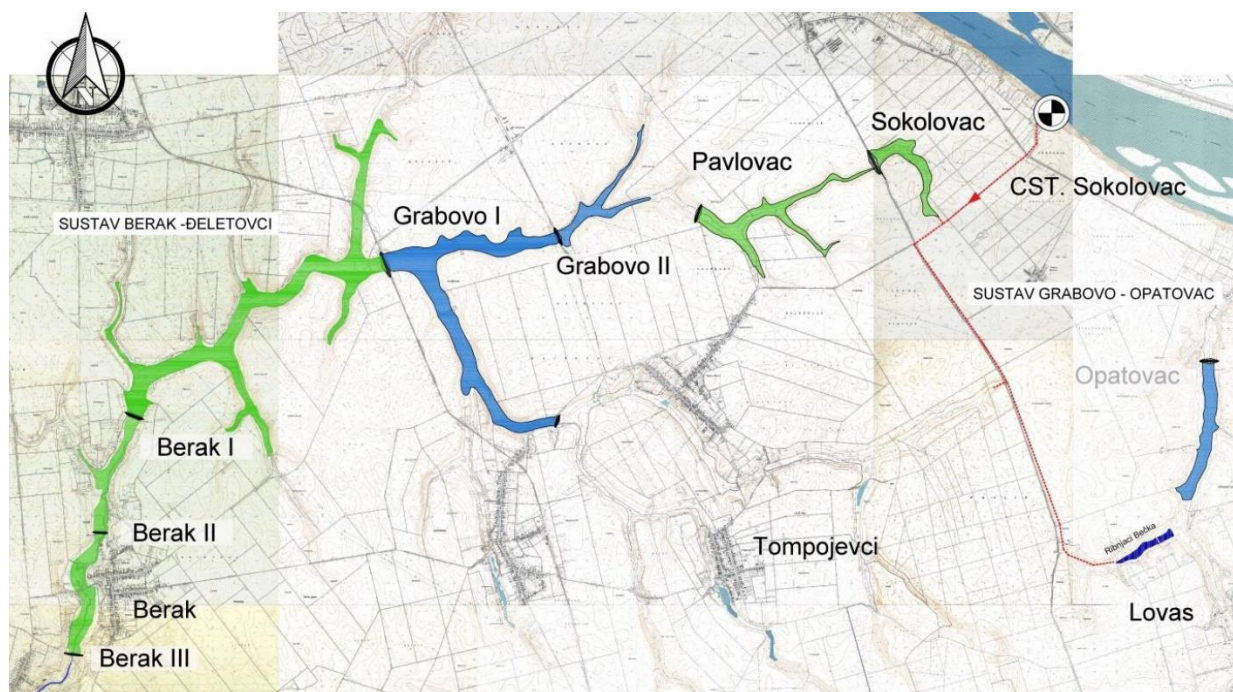 N
Sokolovac
Pavlovac
CST. Sokolovac
SUSTAV BERAK -ĐELETOVCI
Grabovo I
Grabovo II
SUSTAV GRABOVO - OPATOVAC
Opatovac
Berak I
Berak II
Tompojevci
Ribnjaci Bečka
Berak
Lovas
Berak III